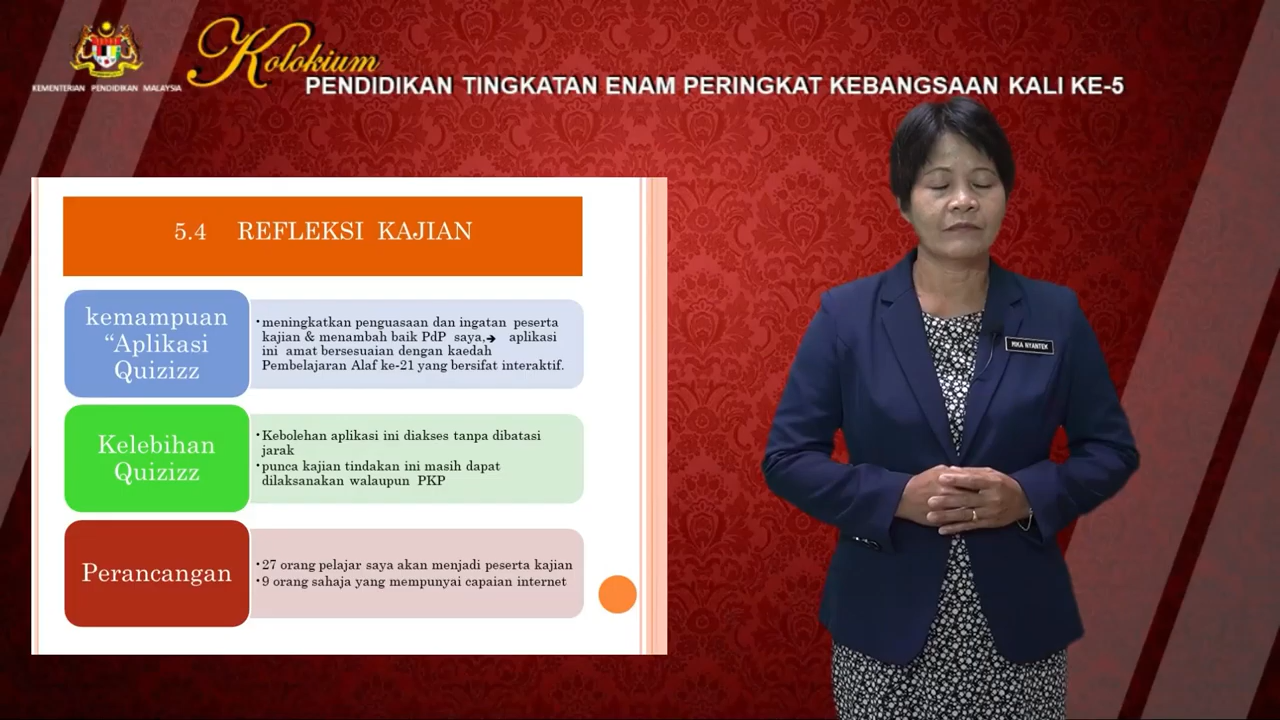 Kolokium
KEMENTERIAN PENDIDIKAN MALAYSIA
PENDIDIKAN TINGKATAN ENAM PERINGKAT KEBANGSAAN KALI KE-5
5.4 REFLEKSI KAJIAN
kemampuan
“Aplikasi
Quizizz
•meningkatkan penguasaan dan ingatan peserta
kajian & menambah baik PdP saya,➔ aplikasi
ini amat bersesuaian dengan kaedah
Pembelajaran Alaf ke-21 yang bersifat interaktif.
Kelebihan
Quizizz
•Kebolehan aplikasi ini diakses tanpa dibatasi
jarak
•punca kajian tindakan ini masih dapat
dilaksanakan walaupun PKP
Perancangan
•27 orang pelajar saya akan menjadi peserta kajian
•9 orang sahaja yang mempunyai capaian internet
RIKA NYANTEK